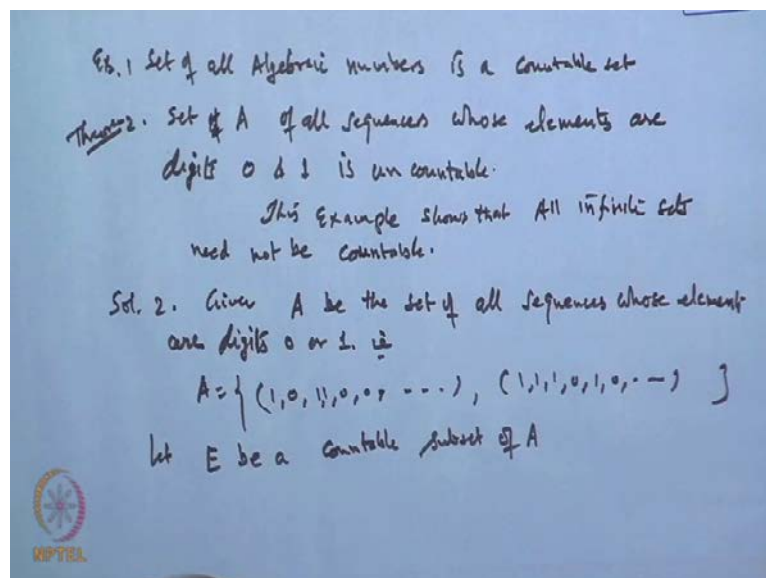 Ex. 1 Set of all Algebraic numbers is a countable set
Theorem 2. Set A of all sequences whose elements are
digits 0 & 1 is uncountable.
This Example shows that All infinite sets
need not be countable.
Sol. 2. Given A be the set of all sequences whose element
are digits 0 or 1. ie
A = { (1,0,1,1,0,0, ---), (1,1,1,0,1,0,.--) }
Let E be a countable subset of A
NPTEL